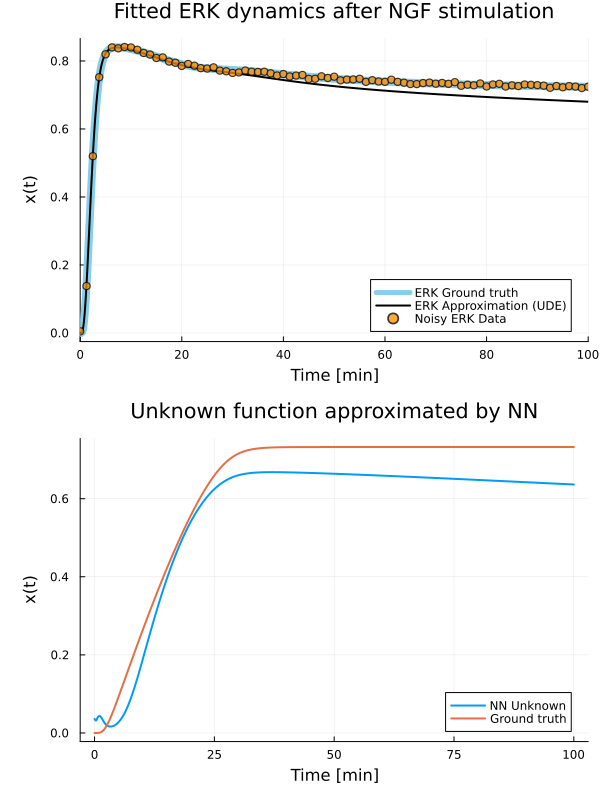 Fitted ERK dynamics after NGF stimulation
x(t)
0.8
0.6
0.4
0.2
0.0
ERK Ground truth
ERK Approximation (UDE)
Noisy ERK Data
0 20 40 60 80 100
Time [min]
Unknown function approximated by NN
x(t)
0.6
0.4
0.2
0.0
NN Unknown
Ground truth
0 25 50 75 100
Time [min]